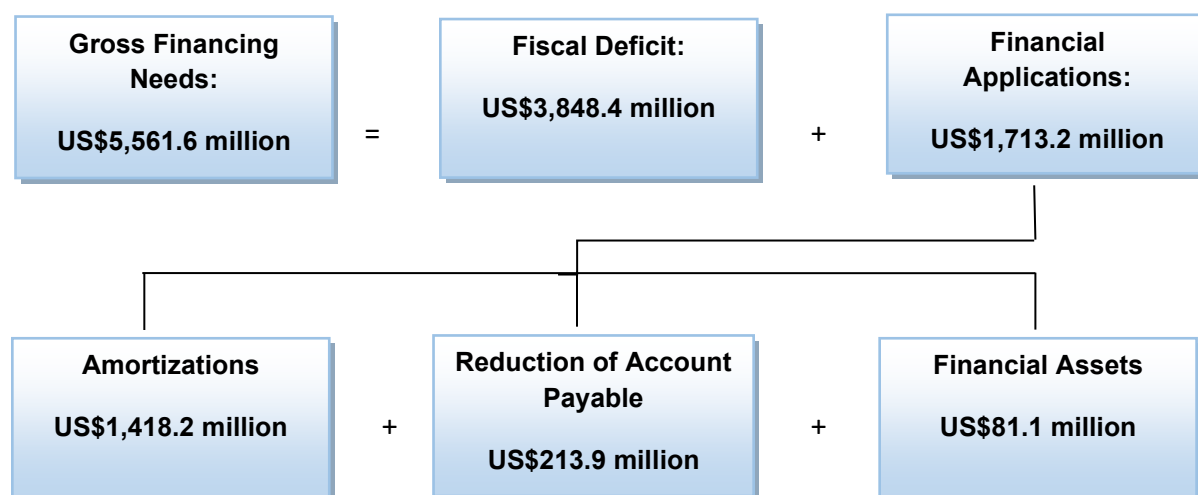 Gross Financing
Needs:
US$5,561.6 million
=
Fiscal Deficit:
US$3,848.4 million
+
Financial
Applications:
US$1,713.2 million
Amortizations
US$1,418.2 million
+
Reduction of Account
Payable
US$213.9 million
+
Financial Assets
US$81.1 million